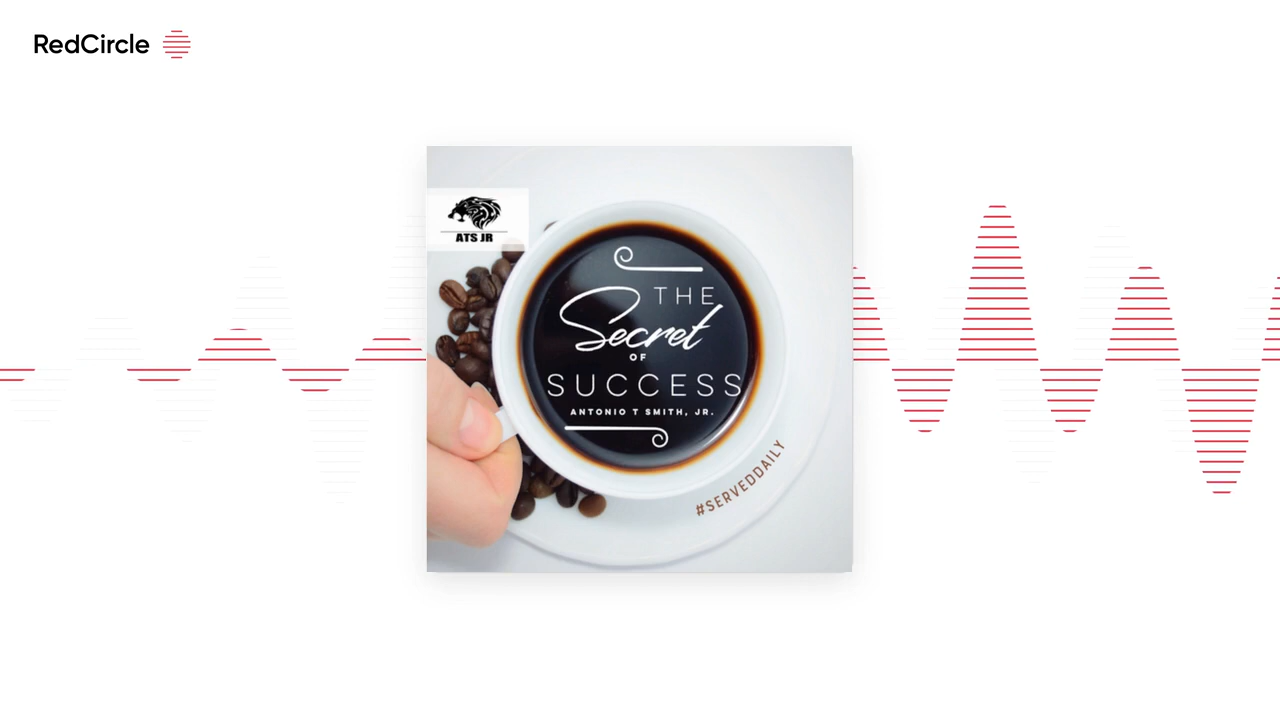 RedCircle
ATS JR
THE
Secret
OF
SUCCESS
ANTONIO T SMITH, JR.
#SERVEDDAILY